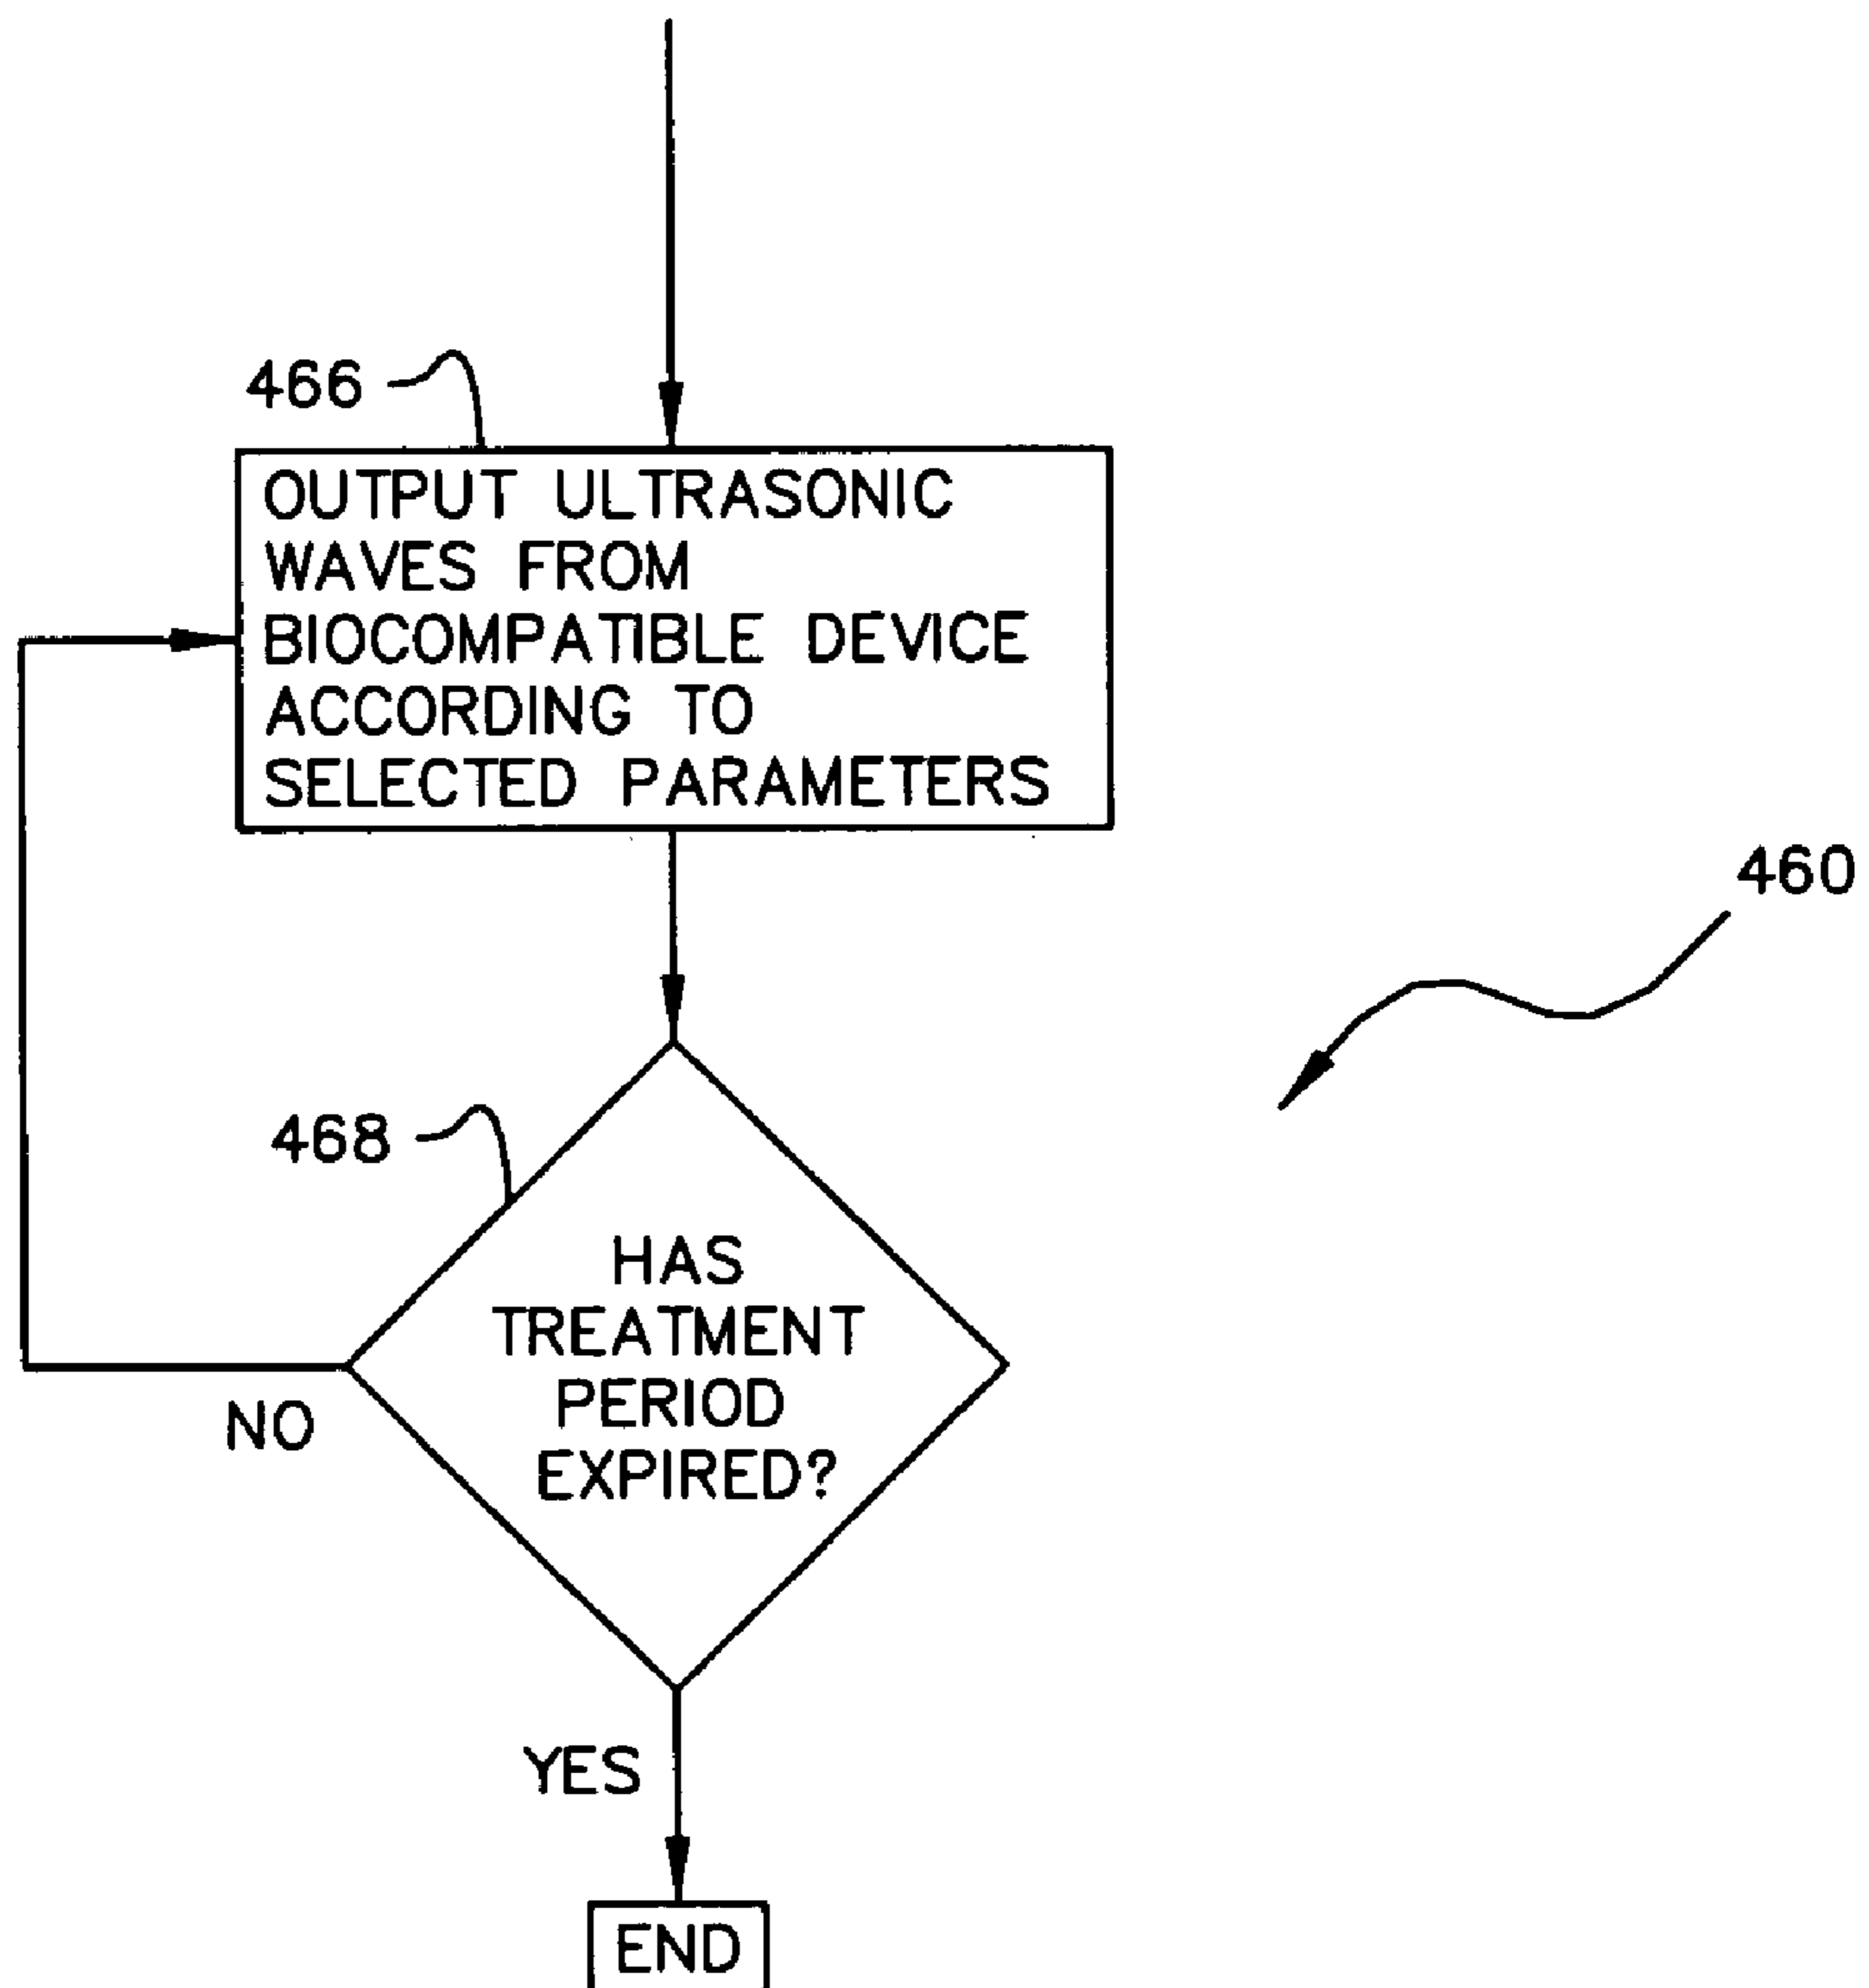 466
OUTPUT ULTRASONIC
WAVES FROM
BIOCOMPATIBLE DEVICE
ACCORDING TO
SELECTED PARAMETERS
460
468
HAS
TREATMENT
PERIOD
EXPIRED?
NO
YES
END